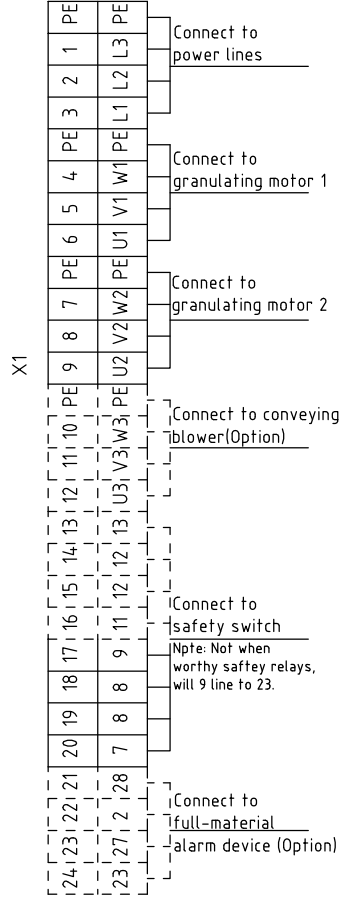 X1
PE PE
1 L3
2 L2
3 L1
Connect to
power lines
PE PE
4 W1
5 V1
6 U1
Connect to
granulating motor 1
PE PE
7 W2
8 V2
9 U2
Connect to
granulating motor 2
PE PE
10 W3
11 V3
12 U3
Connect to conveying
blower(Option)
13 13
14 12
15 12
16 11
17 9
18 8
19 8
20 7
Connect to
safety switch
Npte: Not when
worthy saftey relays,
will 9 line to 23.
21 28
22 2
23 27
24 23
Connect to
full-material
alarm device (Option)